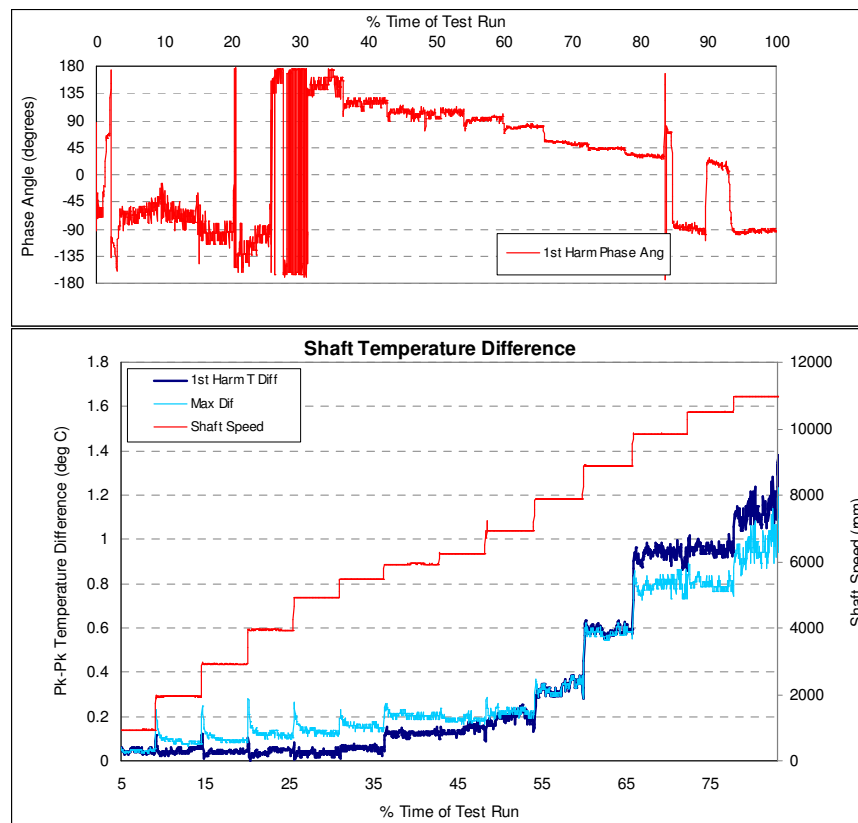 % Time of Test Run
0 10 20 30 40 50 60 70 80 90 100
180
135
90
45
0
-45
-90
-135
-180
Phase Angle (degrees)
1st Harm Phase Ang
Shaft Temperature Difference
1.8
1.6
1.4
1.2
1
0.8
0.6
0.4
0.2
0
Pk-Pk Temperature Difference (deg C)
1st Harm T Diff
Max Dif
Shaft Speed
12000
10000
8000
6000
4000
2000
0
Shaft Speed (mm)
5 15 25 35 45 55 65 75
% Time of Test Run